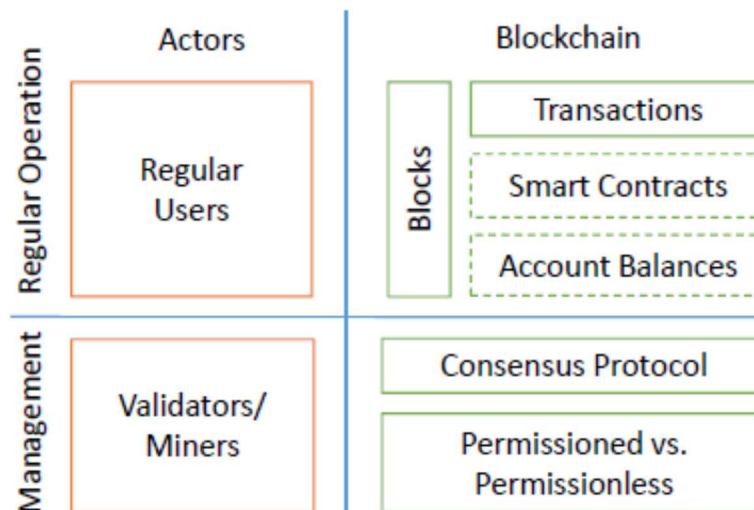 Actors
Blockchain
Regular Operation
Regular
Users
Blocks
Transactions
Smart Contracts
Account Balances
Management
Validators/
Miners
Consensus Protocol
Permissioned vs.
Permissionless